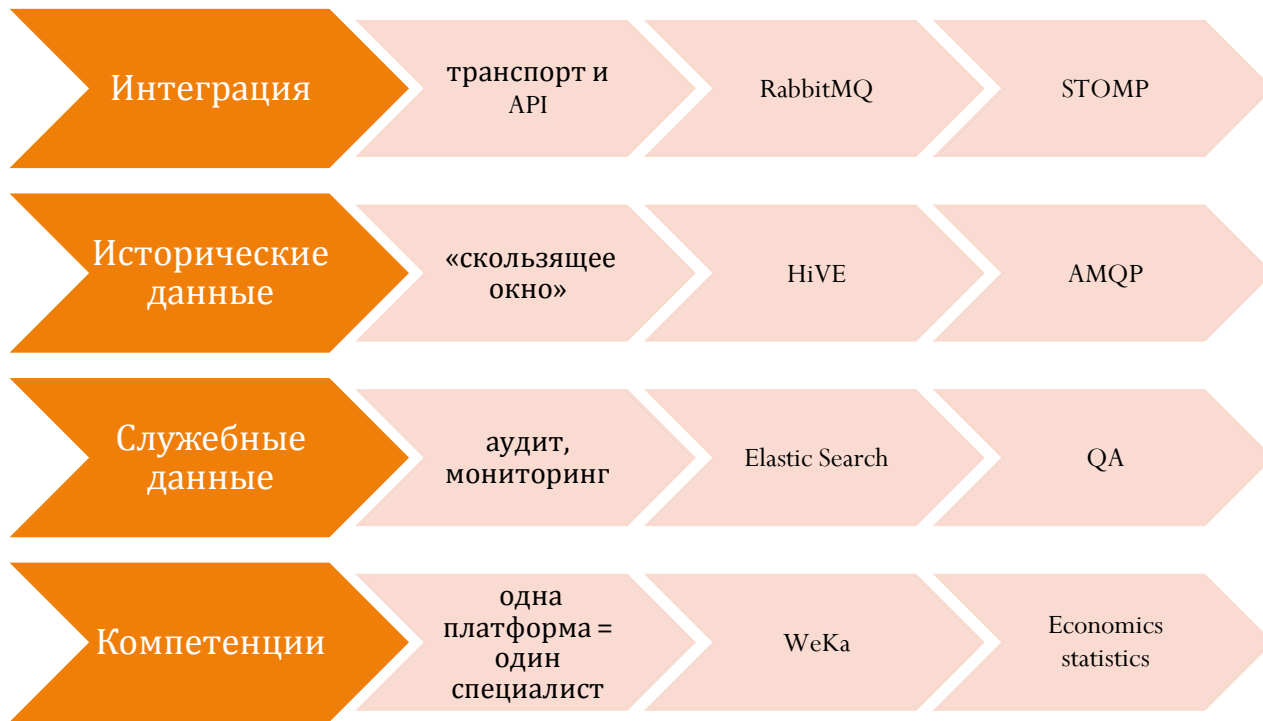 Интеграция
транспорт и
API
RabbitMQ
STOMP
Исторические
данные
«скользящее
окно»
HiVE
AMQP
Служебные
данные
аудит,
мониторинг
Elastic Search
QA
Компетенции
одна
платформа =
один
специалист
WeKa
Economics
statistics